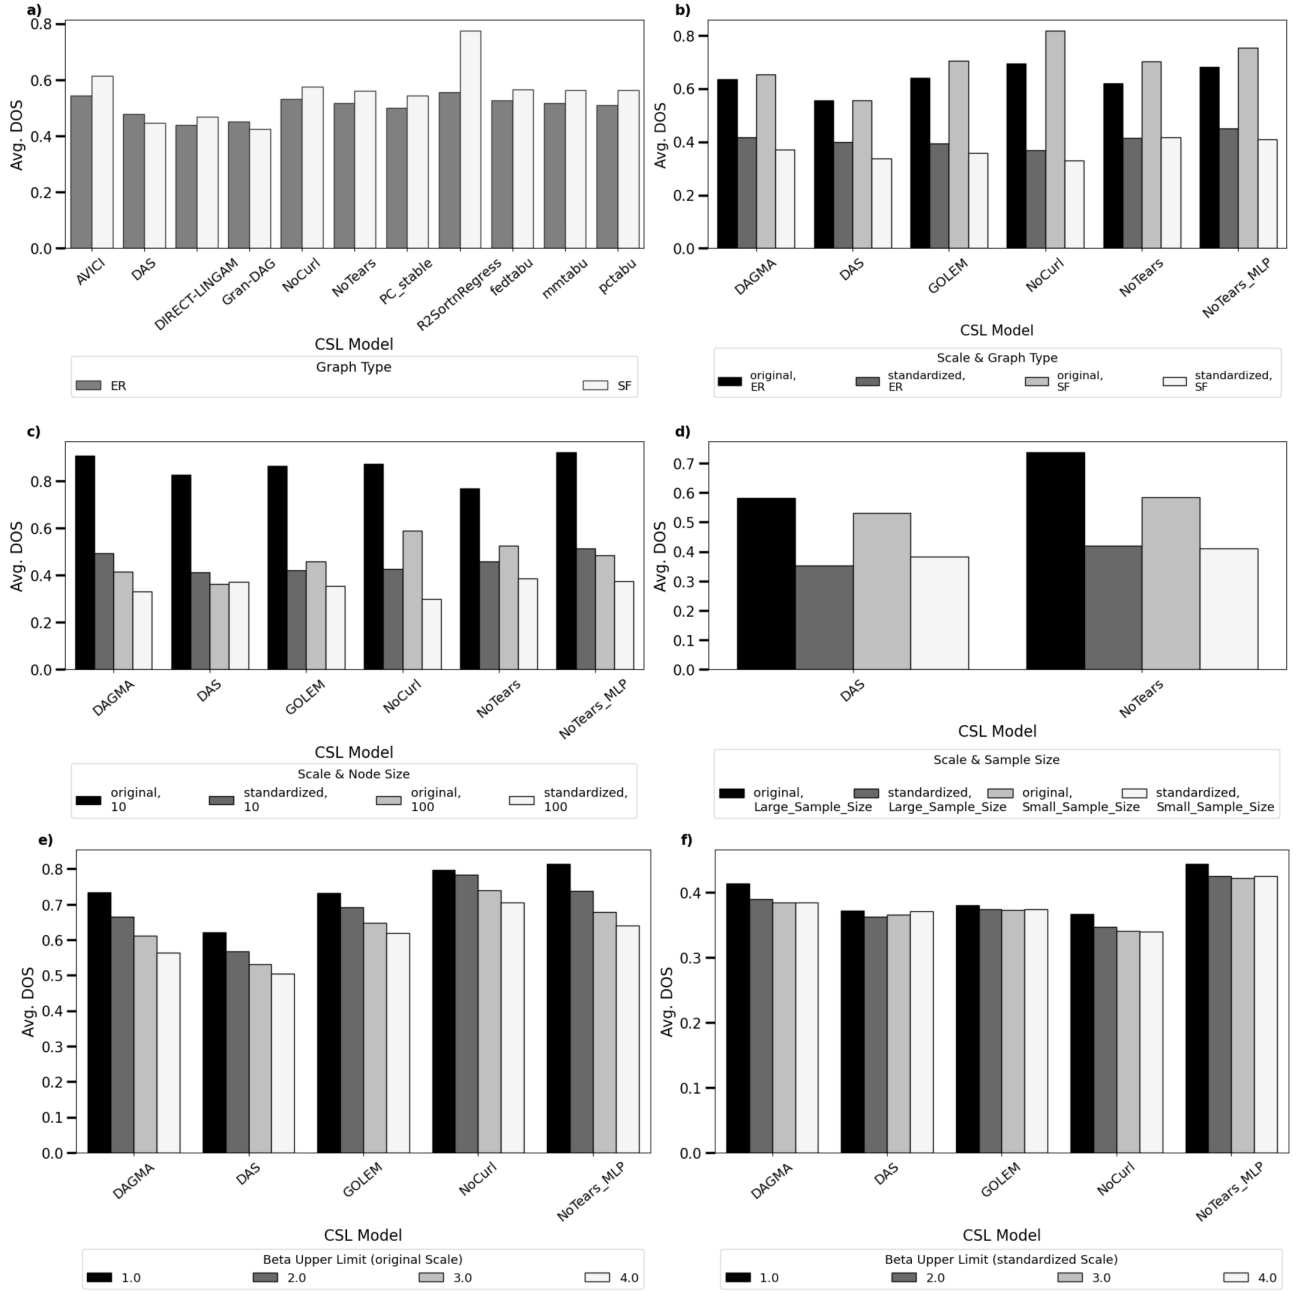 a)
0.8
0.6
0.4
0.2
0.0
Avg. DOS
AVICI
DAS
DIRECT-LINGAM
Gran-DAG
NoCurl
NoTears
PC_stable
R2SortnRegress
fedtabu
mmtabu
pctabu
CSL Model
Graph Type
ER
SF
b)
0.8
0.6
0.4
0.2
0.0
Avg. DOS
DAGMA
DAS
GOLEM
NoCurl
NoTears
NoTears_MLP
CSL Model
Scale & Graph Type
original,
ER
standardized,
ER
original,
SF
standardized,
SF
c)
0.8
0.6
0.4
0.2
0.0
Avg. DOS
DAGMA
DAS
GOLEM
NoCurl
NoTears
NoTears_MLP
CSL Model
Scale & Node Size
original,
10
standardized,
10
original,
100
standardized,
100
d)
0.7
0.6
0.5
0.4
0.3
0.2
0.1
0.0
Avg. DOS
DAS
NoTears
CSL Model
Scale & Sample Size
original,
Large_Sample_Size
standardized,
Large_Sample_Size
original,
Small_Sample_Size
standardized,
Small_Sample_Size
e)
0.8
0.7
0.6
0.5
0.4
0.3
0.2
0.1
0.0
Avg. DOS
DAGMA
DAS
GOLEM
NoCurl
NoTears_MLP
CSL Model
Beta Upper Limit (original Scale)
1.0
2.0
3.0
4.0
f)
0.4
0.3
0.2
0.1
0.0
Avg. DOS
DAGMA
DAS
GOLEM
NoCurl
NoTears_MLP
CSL Model
Beta Upper Limit (standardized Scale)
1.0
2.0
3.0
4.0